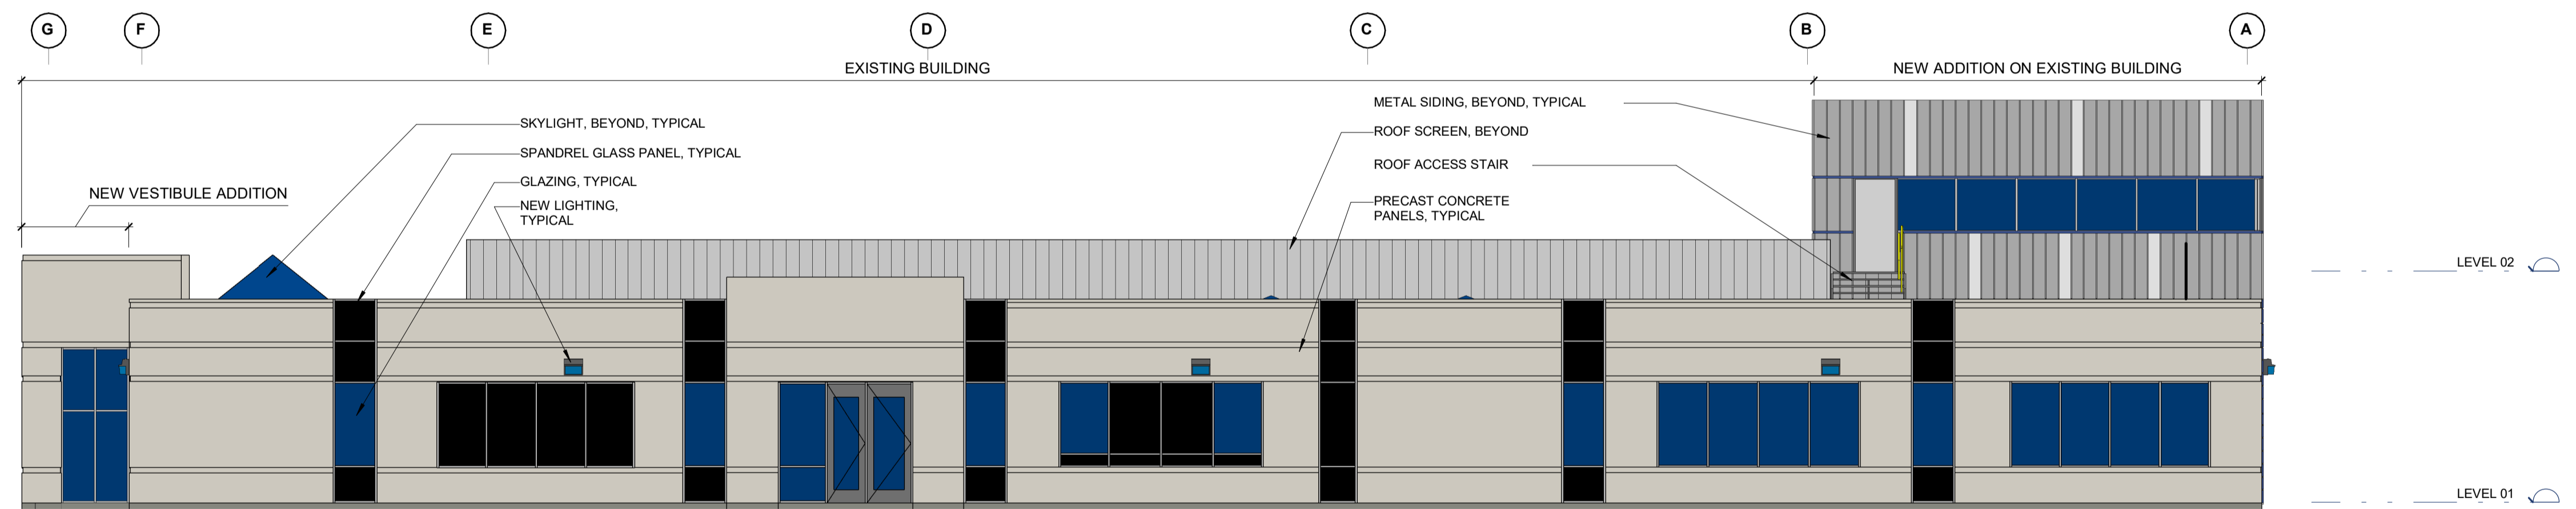 G F E D C B A
EXISTING BUILDING
NEW ADDITION ON EXISTING BUILDING
SKYLIGHT, BEYOND, TYPICAL
SPANDREL GLASS PANEL, TYPICAL
GLAZING, TYPICAL
NEW LIGHTING,
TYPICAL
NEW VESTIBULE ADDITION
METAL SIDING, BEYOND, TYPICAL
ROOF SCREEN, BEYOND
ROOF ACCESS STAIR
PRECAST CONCRETE
PANELS, TYPICAL
LEVEL 02
LEVEL 01